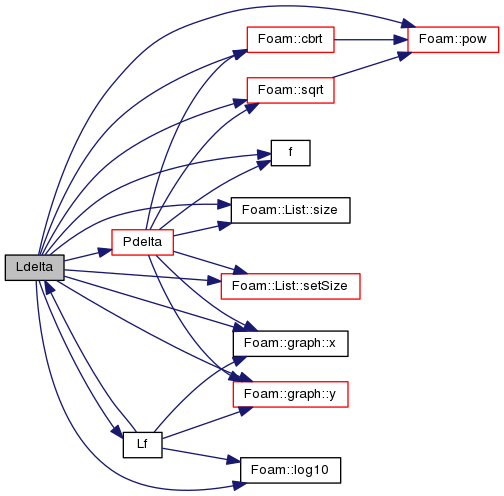 Foam::cbrt
Foam::pow
Foam::sqrt
f
Foam::List::size
Pdelta
Ldelta
Foam::List::setSize
Foam::graph::x
Foam::graph::y
Lf
Foam::log10